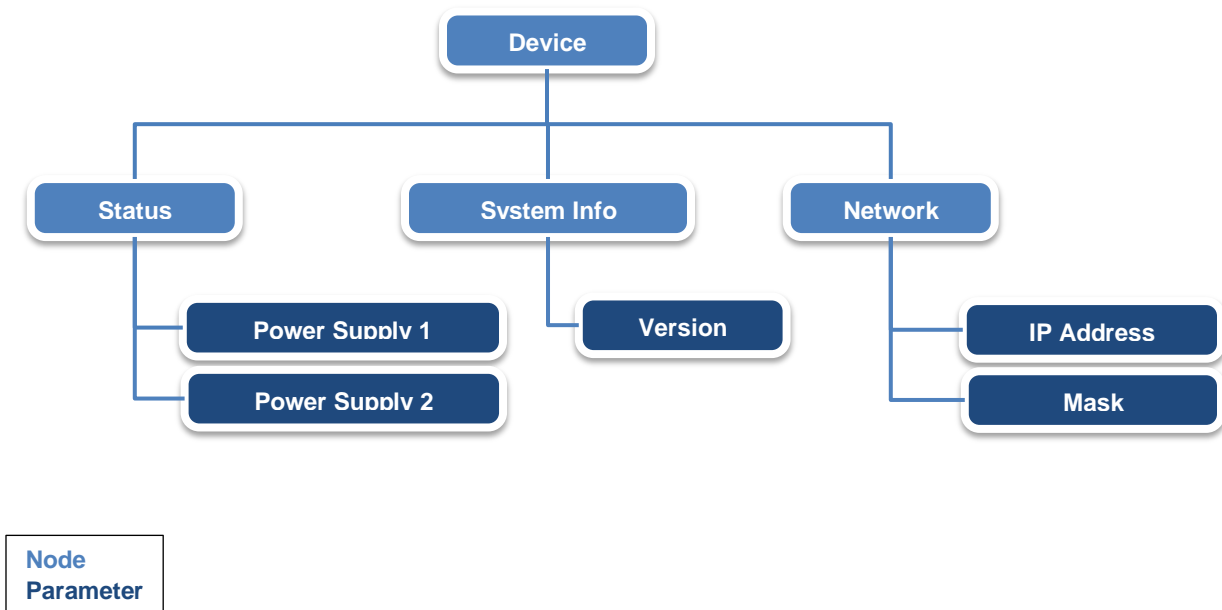 Device
Status
System Info
Network
Power Supply 1
Version
IP Address
Power Supply 2
Mask
Node
Parameter